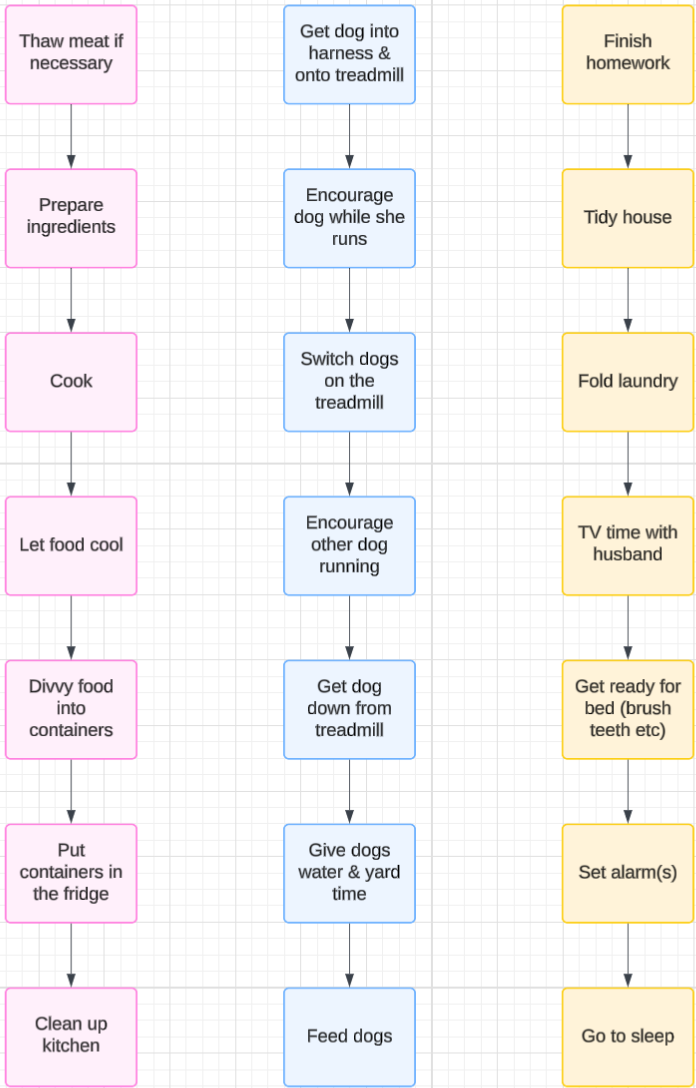 Thaw meat if
necessary
Prepare
ingredients
Cook
Let food cool
Divvy food
into
containers
Put
containers in
the fridge
Clean up
kitchen
Get dog into
harness &
onto treadmill
Encourage
dog while she
runs
Switch dogs
on the
treadmill
Encourage
other dog
running
Get dog
down from
treadmill
Give dogs
water & yard
time
Feed dogs
Finish
homework
Tidy house
Fold laundry
TV time with
husband
Get ready for
bed (brush
teeth etc)
Set alarm(s)
Go to sleep